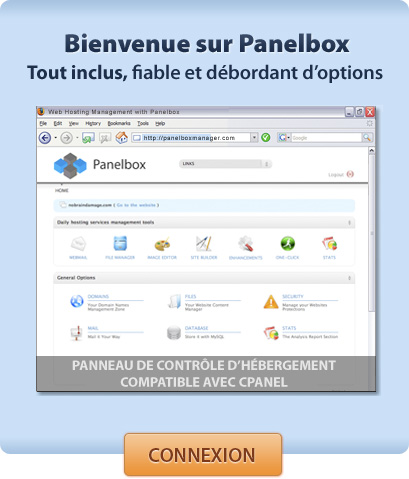 Bienvenue sur Panelbox
Tout inclus, fiable et débordant d'options
Web Hosting Management with Panelbox
File Edit View History Bookmarks Tools Help
http://panelboxmanager.com
Google
Panelbox
LINKS
Logout
HOME
nobraindamage.com ( Go to the website )
Daily hosting services management tools
WEBMAIL FILE MANAGER IMAGE EDITOR SITE BUILDER ENHANCEMENTS ONE-CLICK STATS
General Options
DOMAINS FILES SECURITY
Your Domain Names Management Zone
Your Website Content Manager
Manage your Websites Protections
MAIL DATABASE STATS
Mail it Your Way Store it with MySQL The Analysis Report Section
PANNEAU DE CONTRÔLE D'HÉBERGEMENT
COMPATIBLE AVEC CPANEL
CONNEXION